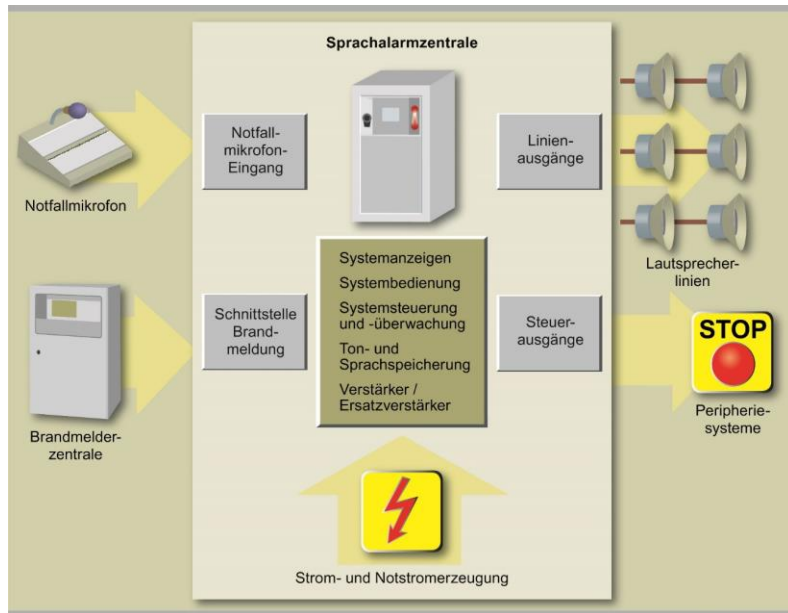 Sprachalarmzentrale
Notfall-
mikrofon-
Eingang
Linien-
ausgänge
Notfallmikrofon
Lautsprecher-
linien
Systemanzeigen
Systembedienung
Systemsteuerung
und -überwachung
Ton- und
Sprachspeicherung
Verstärker /
Ersatzverstärker
Schnittstelle
Brand-
meldung
Steuer-
ausgänge
STOP
Brandmelder-
zentrale
Peripherie-
systeme
Strom- und Notstromerzeugung